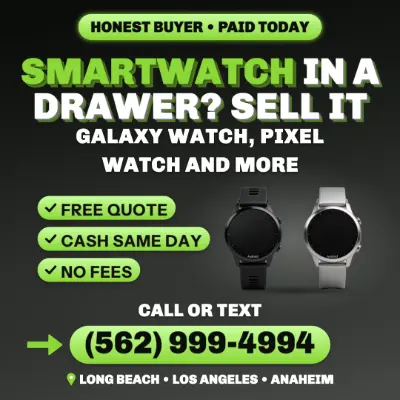 HONEST BUYER • PAID TODAY
SMARTWATCH IN A
DRAWER? SELL IT
GALAXY WATCH, PIXEL
WATCH AND MORE
FREE QUOTE
CASH SAME DAY
NO FEES
CALL OR TEXT
(562) 999-4994
LONG BEACH • LOS ANGELES • ANAHEIM